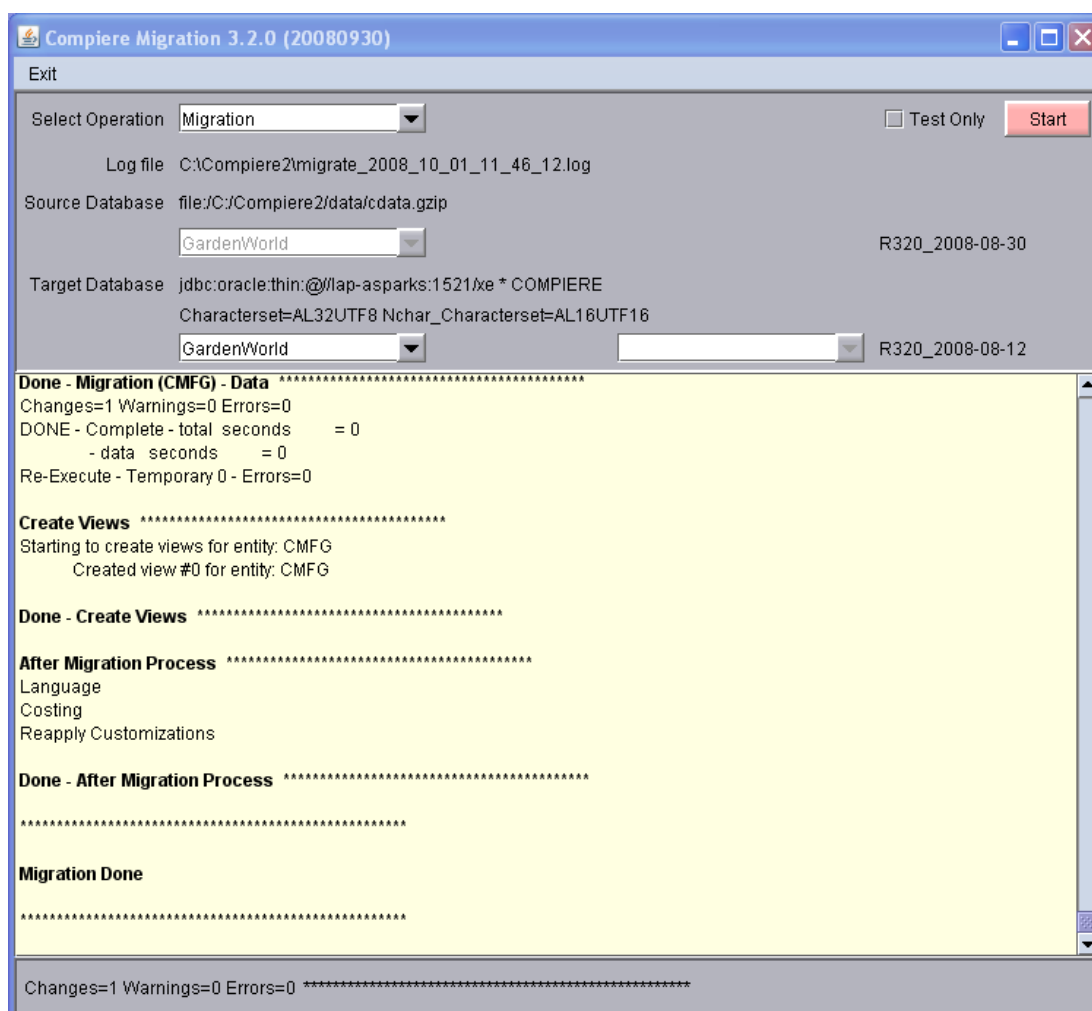 Compiere Migration 3.2.0 (20080930)
Exit
Select Operation Migration Test Only Start
Log file C:\Compiere2\migrate_2008_10_01_11_46_12.log
Source Database file:/C:/Compiere2/data/cdata.gzip
GardenWorld R320_2008-08-30
Target Database jdbc:oracle:thin:@//lap-asparks:1521/xe * COMPIERE
Characterset=AL32UTF8 Nchar_Characterset=AL16UTF16
GardenWorld R320_2008-08-12
Done - Migration (CMFG) - Data ******************************************
Changes=1 Warnings=0 Errors=0
DONE - Complete - total seconds = 0
- data seconds = 0
Re-Execute - Temporary 0 - Errors=0
Create Views ******************************************
Starting to create views for entity: CMFG
Created view #0 for entity: CMFG
Done - Create Views ******************************************
After Migration Process ******************************************
Language
Costing
Reapply Customizations
Done - After Migration Process ******************************************
*****************************************************
Migration Done
*****************************************************
Changes=1 Warnings=0 Errors=0 *****************************************************